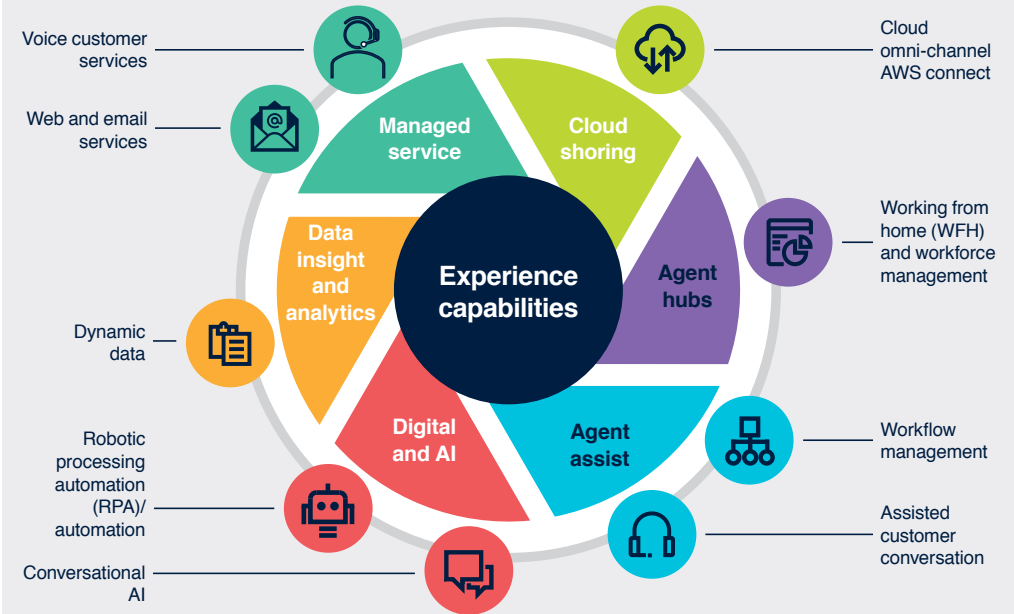 Voice customer
services
Web and email
services
Dynamic
data
Robotic
processing
automation
(RPA)/
automation
Conversational
AI
Managed
service
Cloud
shoring
Data
insight
and
analytics
Experience
capabilities
Agent
hubs
Digital
and AI
Agent
assist
@
Cloud
omni-channel
AWS connect
Working from
home (WFH)
and workforce
management
Workflow
management
Assisted
customer
conversation